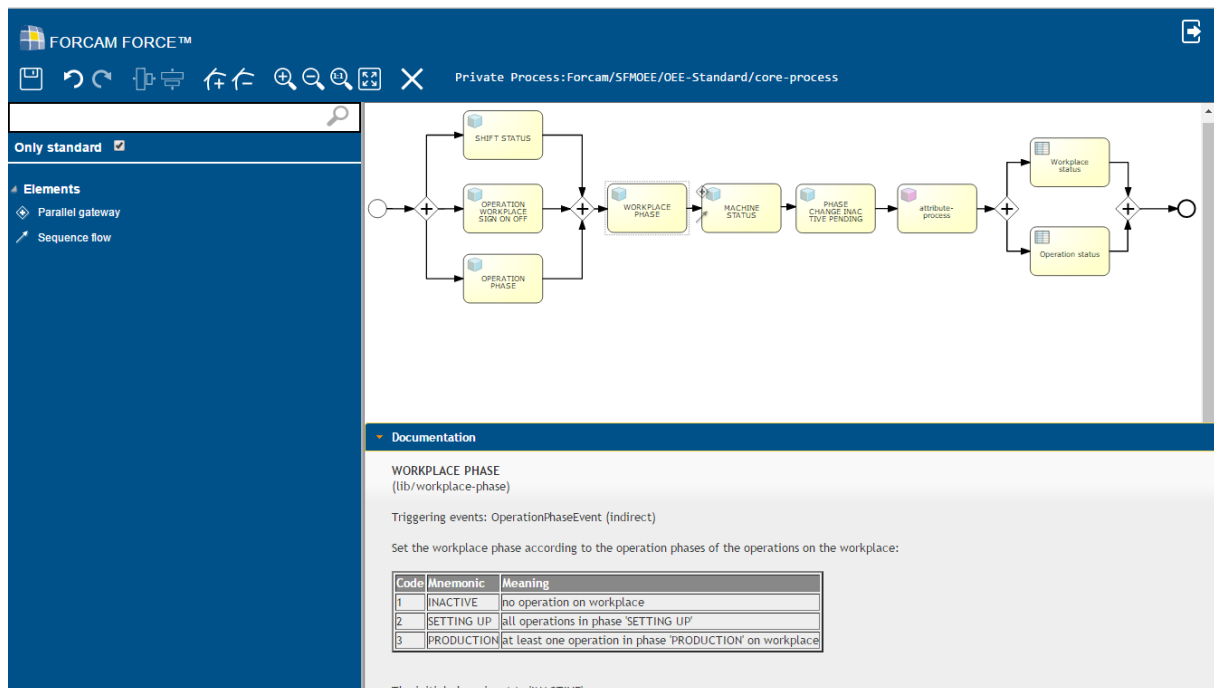 FORCAM FORCE™
1:1
Private Process:Forcam/SFMOEE/OEE-Standard/core-process
Only standard
Elements
Parallel gateway
Sequence flow
SHIFT STATUS
OPERATION
WORKPLACE
SIGN ON OFF
OPERATION
PHASE
WORKPLACE
PHASE
MACHINE
STATUS
PHASE
CHANGE INAC
TIVE PENDING
attribute-
process
Workplace
status
Operation status
Documentation
WORKPLACE PHASE
(lib/workplace-phase)
Triggering events: OperationPhaseEvent (indirect)
Set the workplace phase according to the operation phases of the operations on the workplace:
Code Mnemonic Meaning
1 INACTIVE no operation on workplace
2 SETTING UP all operations in phase 'SETTING UP'
3 PRODUCTION at least one operation in phase 'PRODUCTION' on workplace